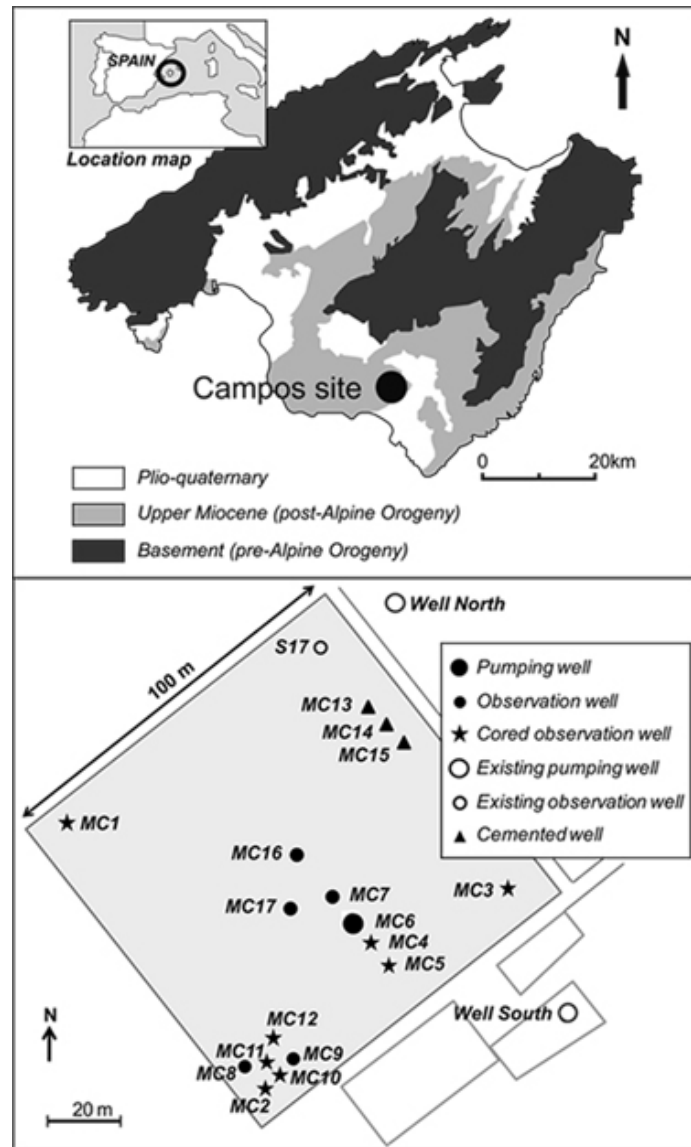 SPAIN
Location map
N
Campos site
0 20km
Plio-quaternary
Upper Miocene (post-Alpine Orogeny)
Basement (pre-Alpine Orogeny)
100 m
Well North
S17
MC13
MC14
MC15
Pumping well
Observation well
Cored observation well
Existing pumping well
Existing observation well
Cemented well
MC1
MC16
MC7
MC3
MC17
MC6
MC4
MC5
Well South
MC12
MC11
MC9
MC8
MC10
MC2
N
20 m